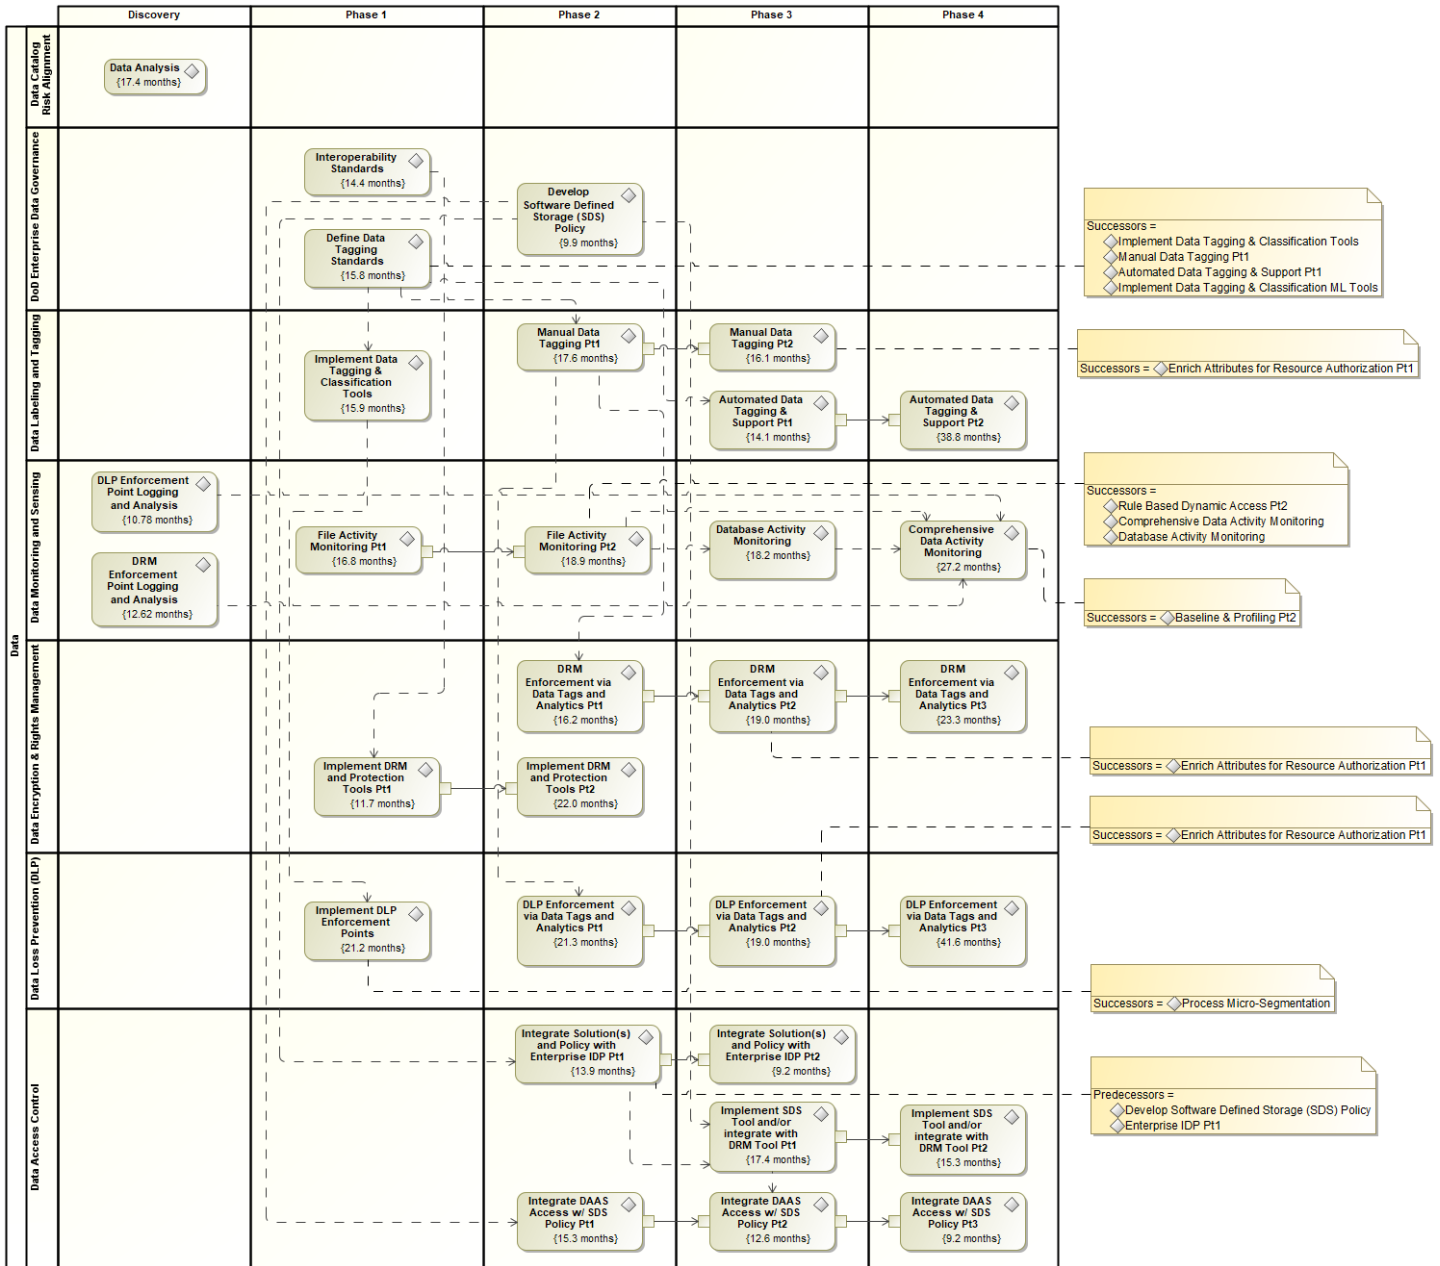 Discovery
Phase 1
Phase 2
Phase 3
Phase 4
Data
Data Catalog
Risk Alignment
Data Analysis
{17.4 months}
DoD Enterprise Data Governance
Interoperability
Standards
{14.4 months}
Develop
Software Defined
Storage (SDS)
Policy
{9.9 months}
Define Data
Tagging
Standards
{15.8 months}
Successors =
Implement Data Tagging & Classification Tools
Manual Data Tagging Pt1
Automated Data Tagging & Support Pt1
Implement Data Tagging & Classification ML Tools
Data Labeling and Tagging
Implement Data
Tagging &
Classification
Tools
{15.9 months}
Manual Data
Tagging Pt1
{17.6 months}
Manual Data
Tagging Pt2
{16.1 months}
Automated Data
Tagging &
Support Pt1
{14.1 months}
Automated Data
Tagging &
Support Pt2
{38.8 months}
Successors = Enrich Attributes for Resource Authorization Pt1
Data Monitoring and Sensing
DLP Enforcement
Point Logging
and Analysis
{10.78 months}
DRM
Enforcement
Point Logging
and Analysis
{12.62 months}
File Activity
Monitoring Pt1
{16.8 months}
File Activity
Monitoring Pt2
{18.9 months}
Database Activity
Monitoring
{18.2 months}
Comprehensive
Data Activity
Monitoring
{27.2 months}
Successors =
Rule Based Dynamic Access Pt2
Comprehensive Data Activity Monitoring
Database Activity Monitoring
Successors = Baseline & Profiling Pt2
Data Encryption & Rights Management
DRM
Enforcement via
Data Tags and
Analytics Pt1
{16.2 months}
DRM
Enforcement via
Data Tags and
Analytics Pt2
{19.0 months}
DRM
Enforcement via
Data Tags and
Analytics Pt3
{23.3 months}
Implement DRM
and Protection
Tools Pt1
{11.7 months}
Implement DRM
and Protection
Tools Pt2
{22.0 months}
Successors = Enrich Attributes for Resource Authorization Pt1
Successors = Enrich Attributes for Resource Authorization Pt1
Data Loss Prevention (DLP)
Implement DLP
Enforcement
Points
{21.2 months}
DLP Enforcement
via Data Tags and
Analytics Pt1
{21.3 months}
DLP Enforcement
via Data Tags and
Analytics Pt2
{19.0 months}
DLP Enforcement
via Data Tags and
Analytics Pt3
{41.6 months}
Successors = Process Micro-Segmentation
Data Access Control
Integrate Solution(s)
and Policy with
Enterprise IDP Pt1
{13.9 months}
Integrate Solution(s)
and Policy with
Enterprise IDP Pt2
{9.2 months}
Implement SDS
Tool and/or
integrate with
DRM Tool Pt1
{17.4 months}
Implement SDS
Tool and/or
integrate with
DRM Tool Pt2
{15.3 months}
Integrate DAAS
Access w/ SDS
Policy Pt1
{15.3 months}
Integrate DAAS
Access w/ SDS
Policy Pt2
{12.6 months}
Integrate DAAS
Access w/ SDS
Policy Pt3
{9.2 months}
Predecessors =
Develop Software Defined Storage (SDS) Policy
Enterprise IDP Pt1